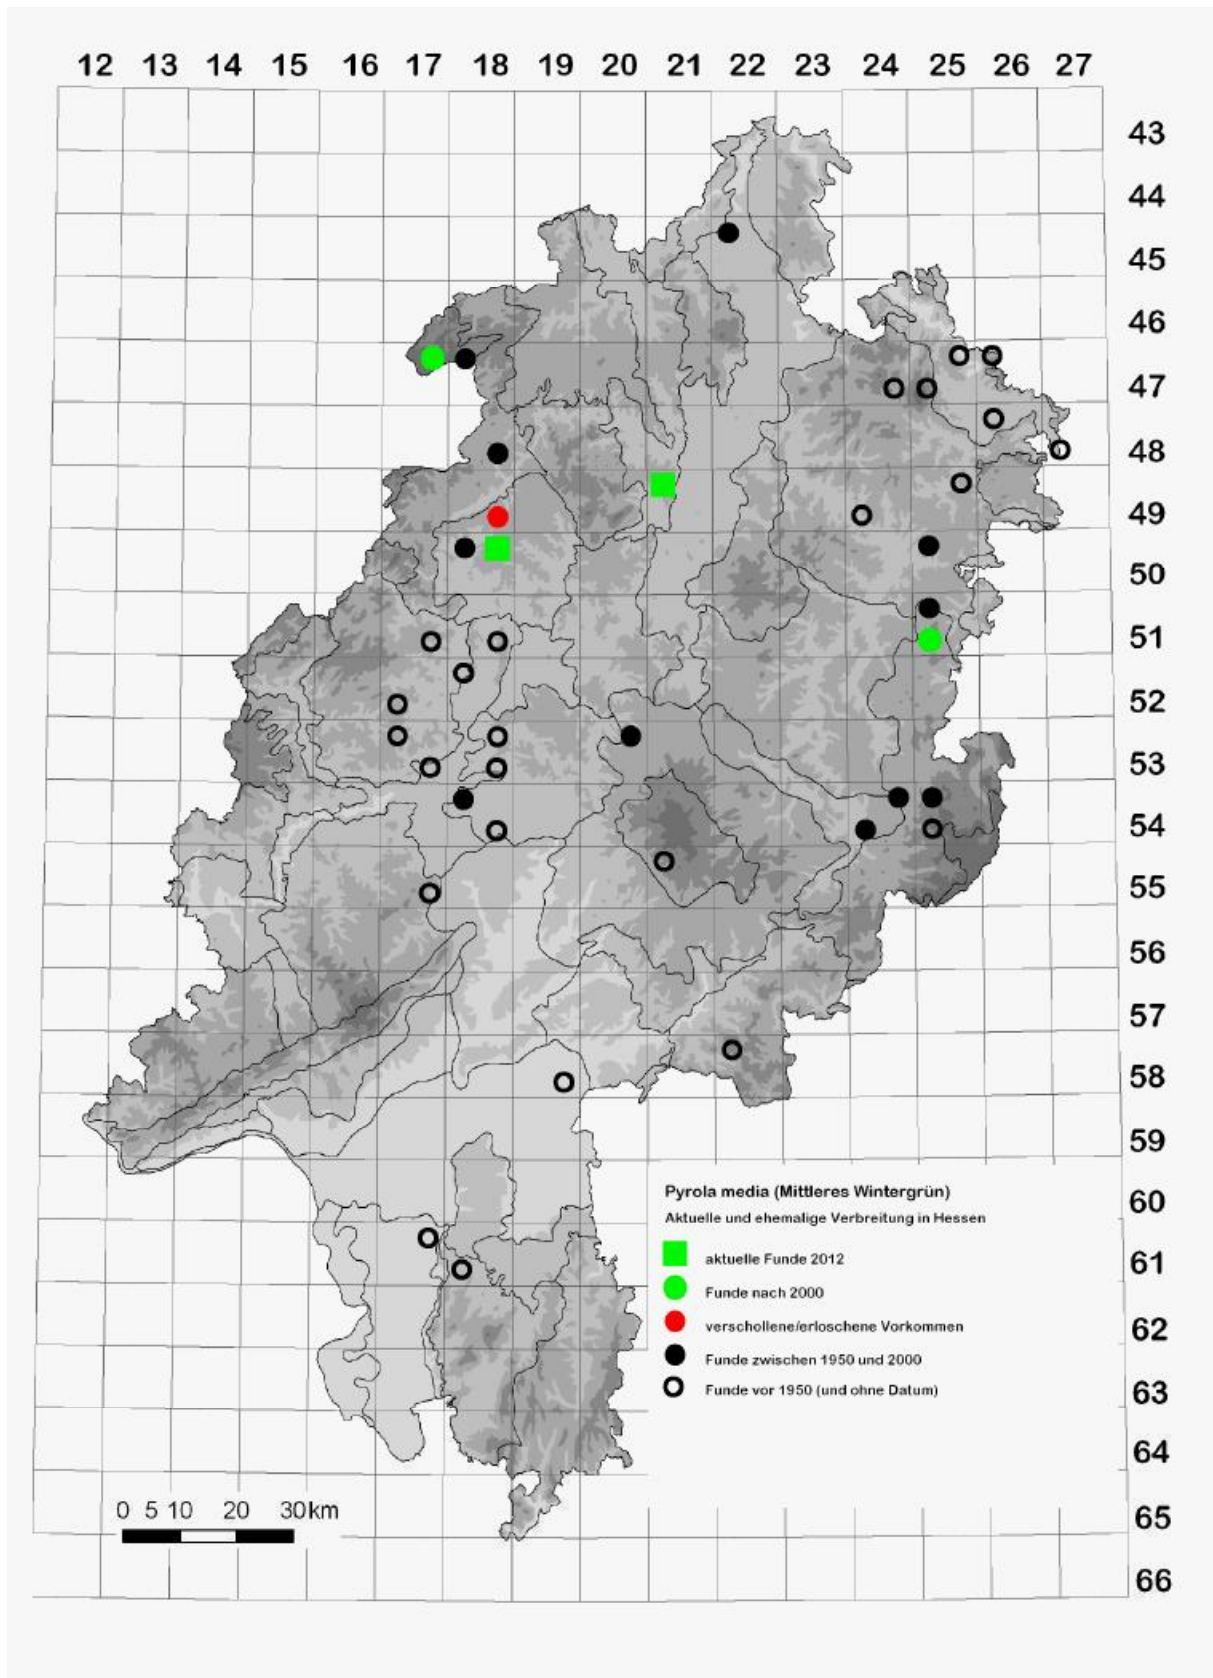 12 13 14 15 16 17 18 19 20 21 22 23 24 25 26 27
43
44
45
46
47
48
49
50
51
52
53
54
55
56
57
58
59
60
61
62
63
64
65
66
Pyrola media (Mittleres Wintergrün)
Aktuelle und ehemalige Verbreitung in Hessen
aktuelle Funde 2012
Funde nach 2000
verschollene/erloschene Vorkommen
Funde zwischen 1950 und 2000
Funde vor 1950 (und ohne Datum)
0 5 10 20 30km